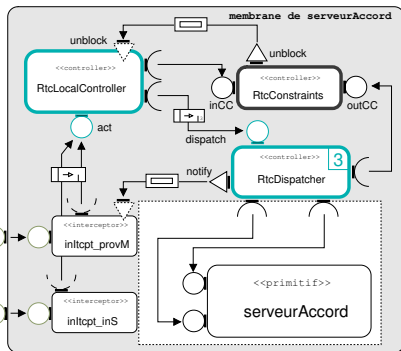 membrane de serveurAccord
unblock
<<controller>>
RtcLocalController
unblock
<<controller>>
RtcConstraints
inCC
outCC
act
dispatch
<<controller>>
3
RtcDispatcher
notify
<<interceptor>>
inItcpt_provM
<<interceptor>>
inItcpt_inS
<<primitif>>
serveurAccord